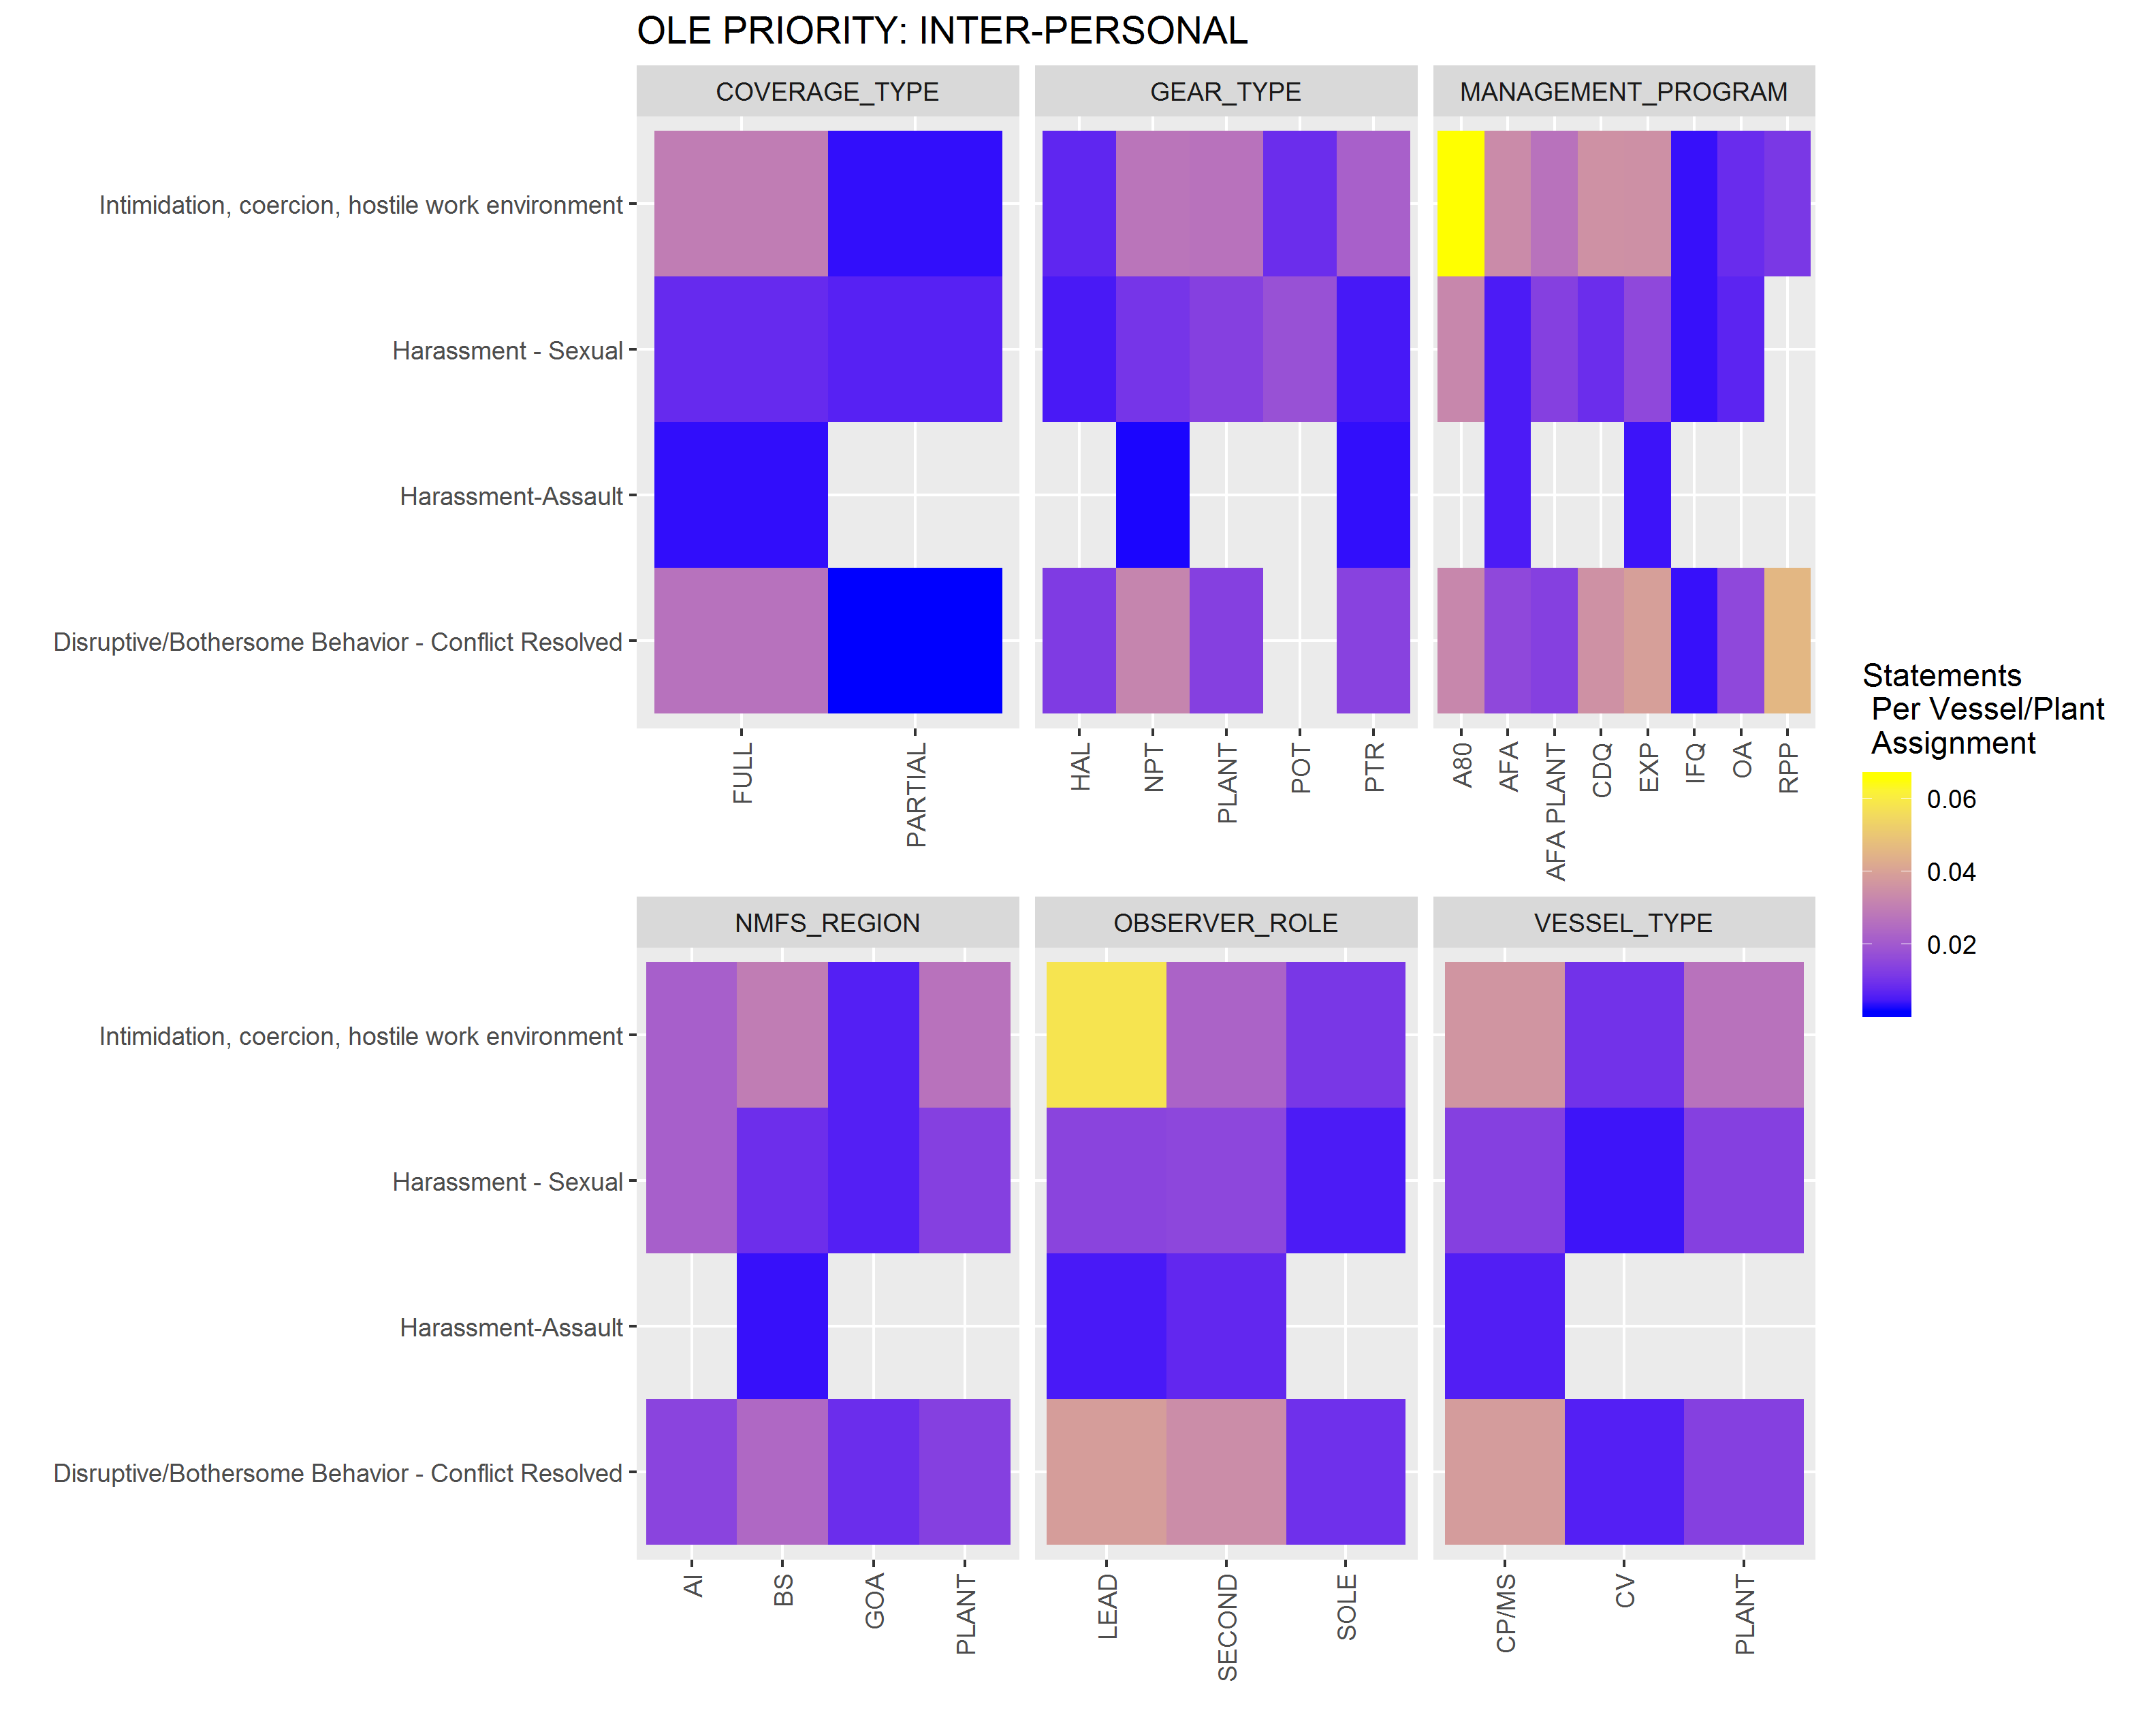 OLE PRIORITY: INTER-PERSONAL
COVERAGE_TYPE
GEAR_TYPE
MANAGEMENT_PROGRAM
Intimidation, coercion, hostile work environment
Harassment - Sexual
Harassment-Assault
Disruptive/Bothersome Behavior - Conflict Resolved
FULL
PARTIAL
HAL
NPT
PLANT
POT
PTR
A80
AFA
AFA PLANT
CDQ
EXP
IFQ
OA
RPP
Statements
Per Vessel/Plant
Assignment
0.06
0.04
0.02
NMFS_REGION
OBSERVER_ROLE
VESSEL_TYPE
Intimidation, coercion, hostile work environment
Harassment - Sexual
Harassment-Assault
Disruptive/Bothersome Behavior - Conflict Resolved
AI
BS
GOA
PLANT
LEAD
SECOND
SOLE
CP/MS
CV
PLANT